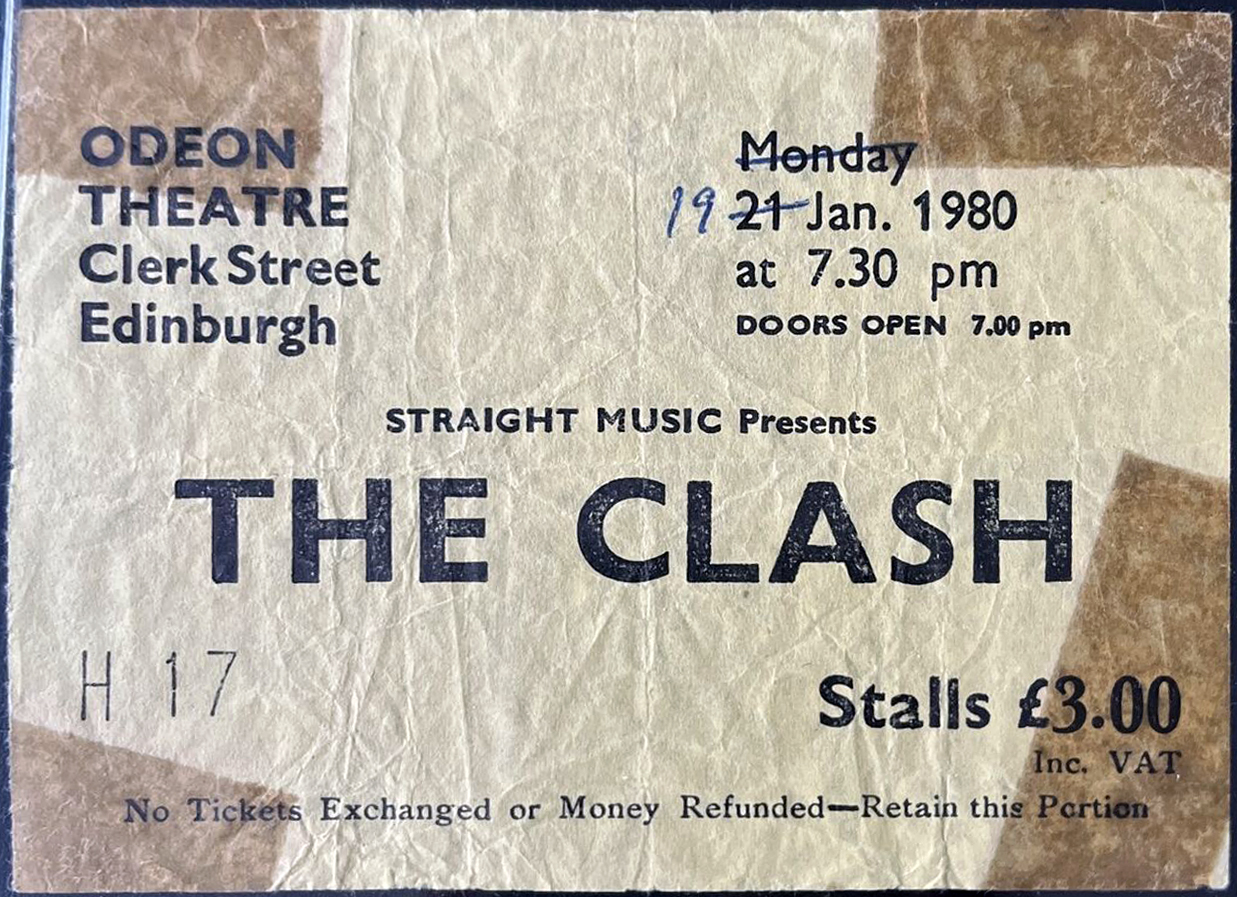 ODEON
THEATRE
Clerk Street
Edinburgh
Monday
19 21 Jan. 1980
at 7.30 pm
DOORS OPEN 7.00 pm
STRAIGHT MUSIC Presents
THE CLASH
H 17
Stalls £3.00
Inc. VAT
No Tickets Exchanged or Money Refunded—Retain this Portion